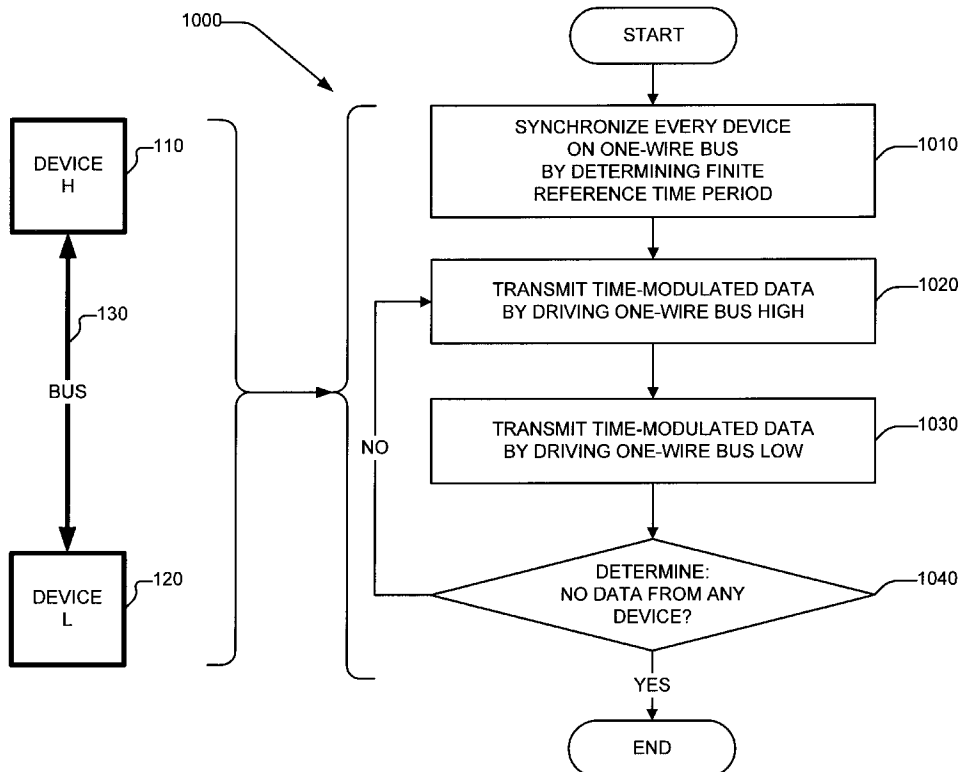 1000
START
DEVICE
H
110
SYNCHRONIZE EVERY DEVICE
ON ONE-WIRE BUS
BY DETERMINING FINITE
REFERENCE TIME PERIOD
1010
TRANSMIT TIME-MODULATED DATA
BY DRIVING ONE-WIRE BUS HIGH
1020
130
BUS
TRANSMIT TIME-MODULATED DATA
BY DRIVING ONE-WIRE BUS LOW
1030
NO
DEVICE
L
120
DETERMINE:
NO DATA FROM ANY
DEVICE?
1040
YES
END